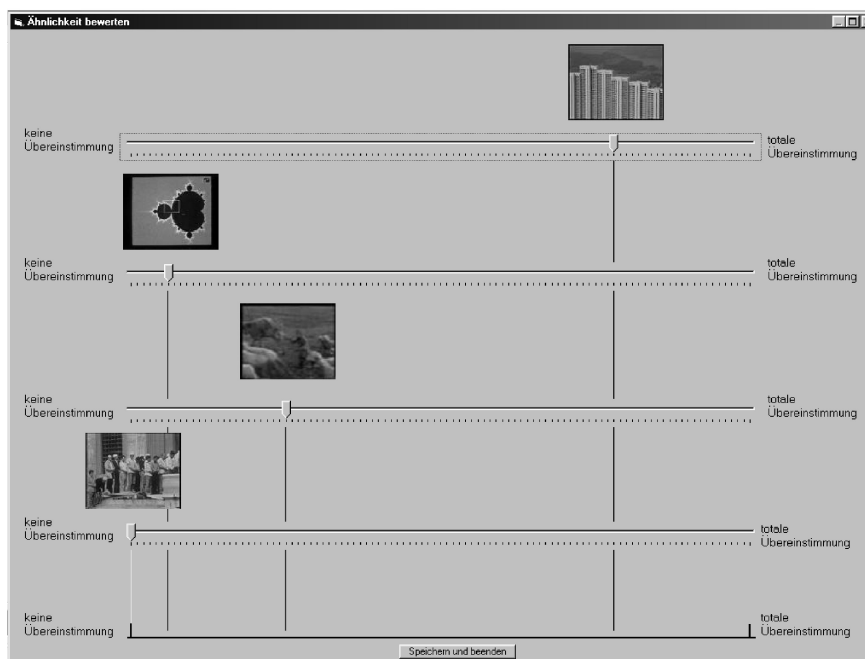 Ähnlichkeit bewerten
keine
Übereinstimmung
totale
Übereinstimmung
keine
Übereinstimmung
totale
Übereinstimmung
keine
Übereinstimmung
totale
Übereinstimmung
keine
Übereinstimmung
totale
Übereinstimmung
keine
Übereinstimmung
totale
Übereinstimmung
Speichern und beenden